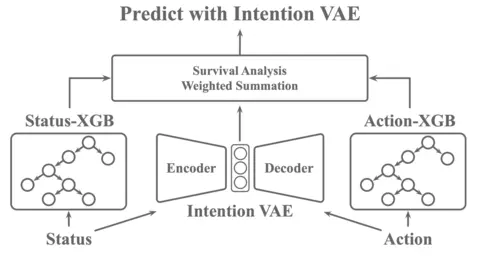 Predict with Intention VAE
Survival Analysis
Weighted Summation
Status-XGB
Action-XGB
Encoder
Decoder
Intention VAE
Status
Action